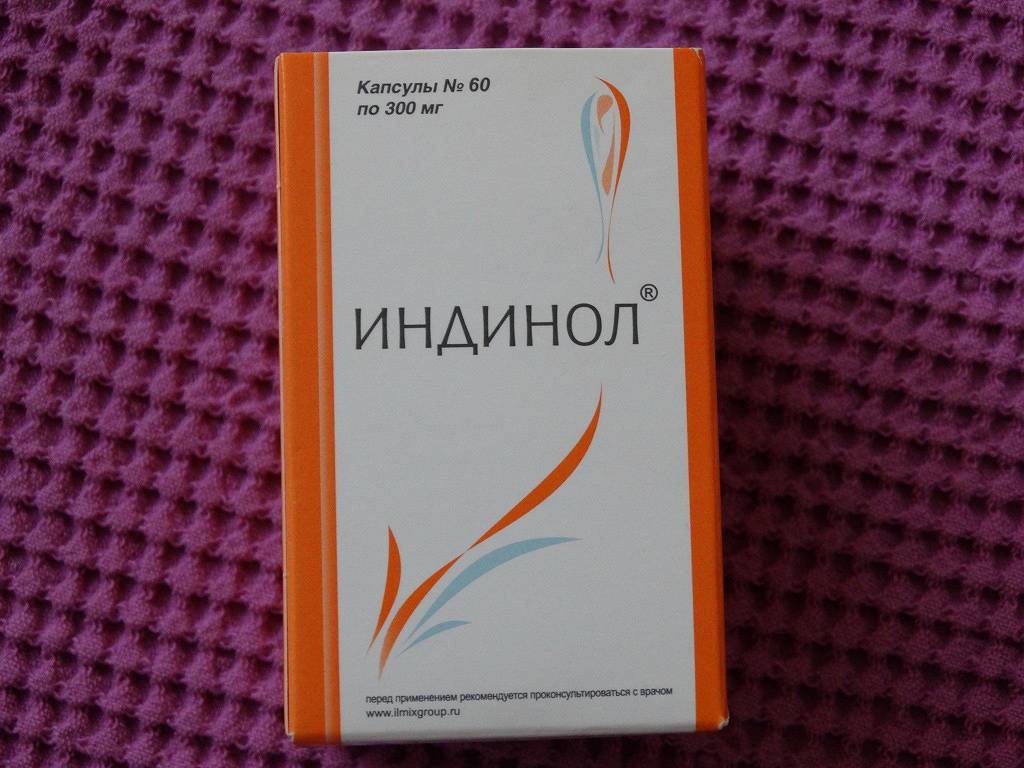 Капсулы № 60
по 300 мг
ИНДИНОЛ®
перед применением рекомендуется проконсультироваться с врачом
www.ilmixgroup.ru